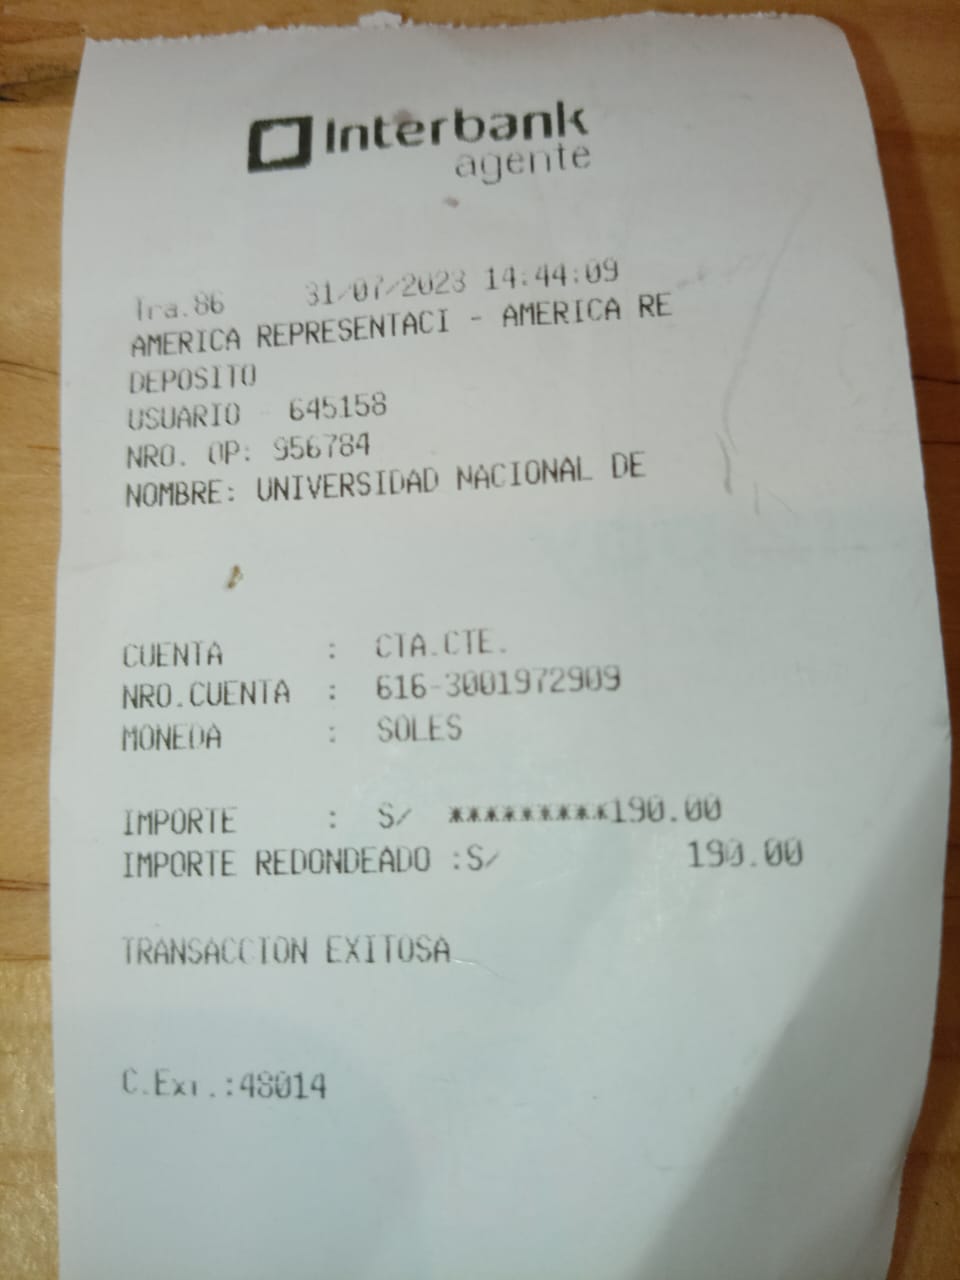 Interbank
agente
Tra.86 31/07/2023 14:44:09
AMERICA REPRESENTACI - AMERICA RE
DEPOSITO
USUARIO 645158
NRO. OP: 956784
NOMBRE: UNIVERSIDAD NACIONAL DE
CUENTA : CTA.CTE.
NRO.CUENTA : 616-3001972909
MONEDA : SOLES
IMPORTE : S/ *********190.00
IMPORTE REDONDEADO :S/ 190.00
TRANSACCION EXITOSA
C.Ext.:48014